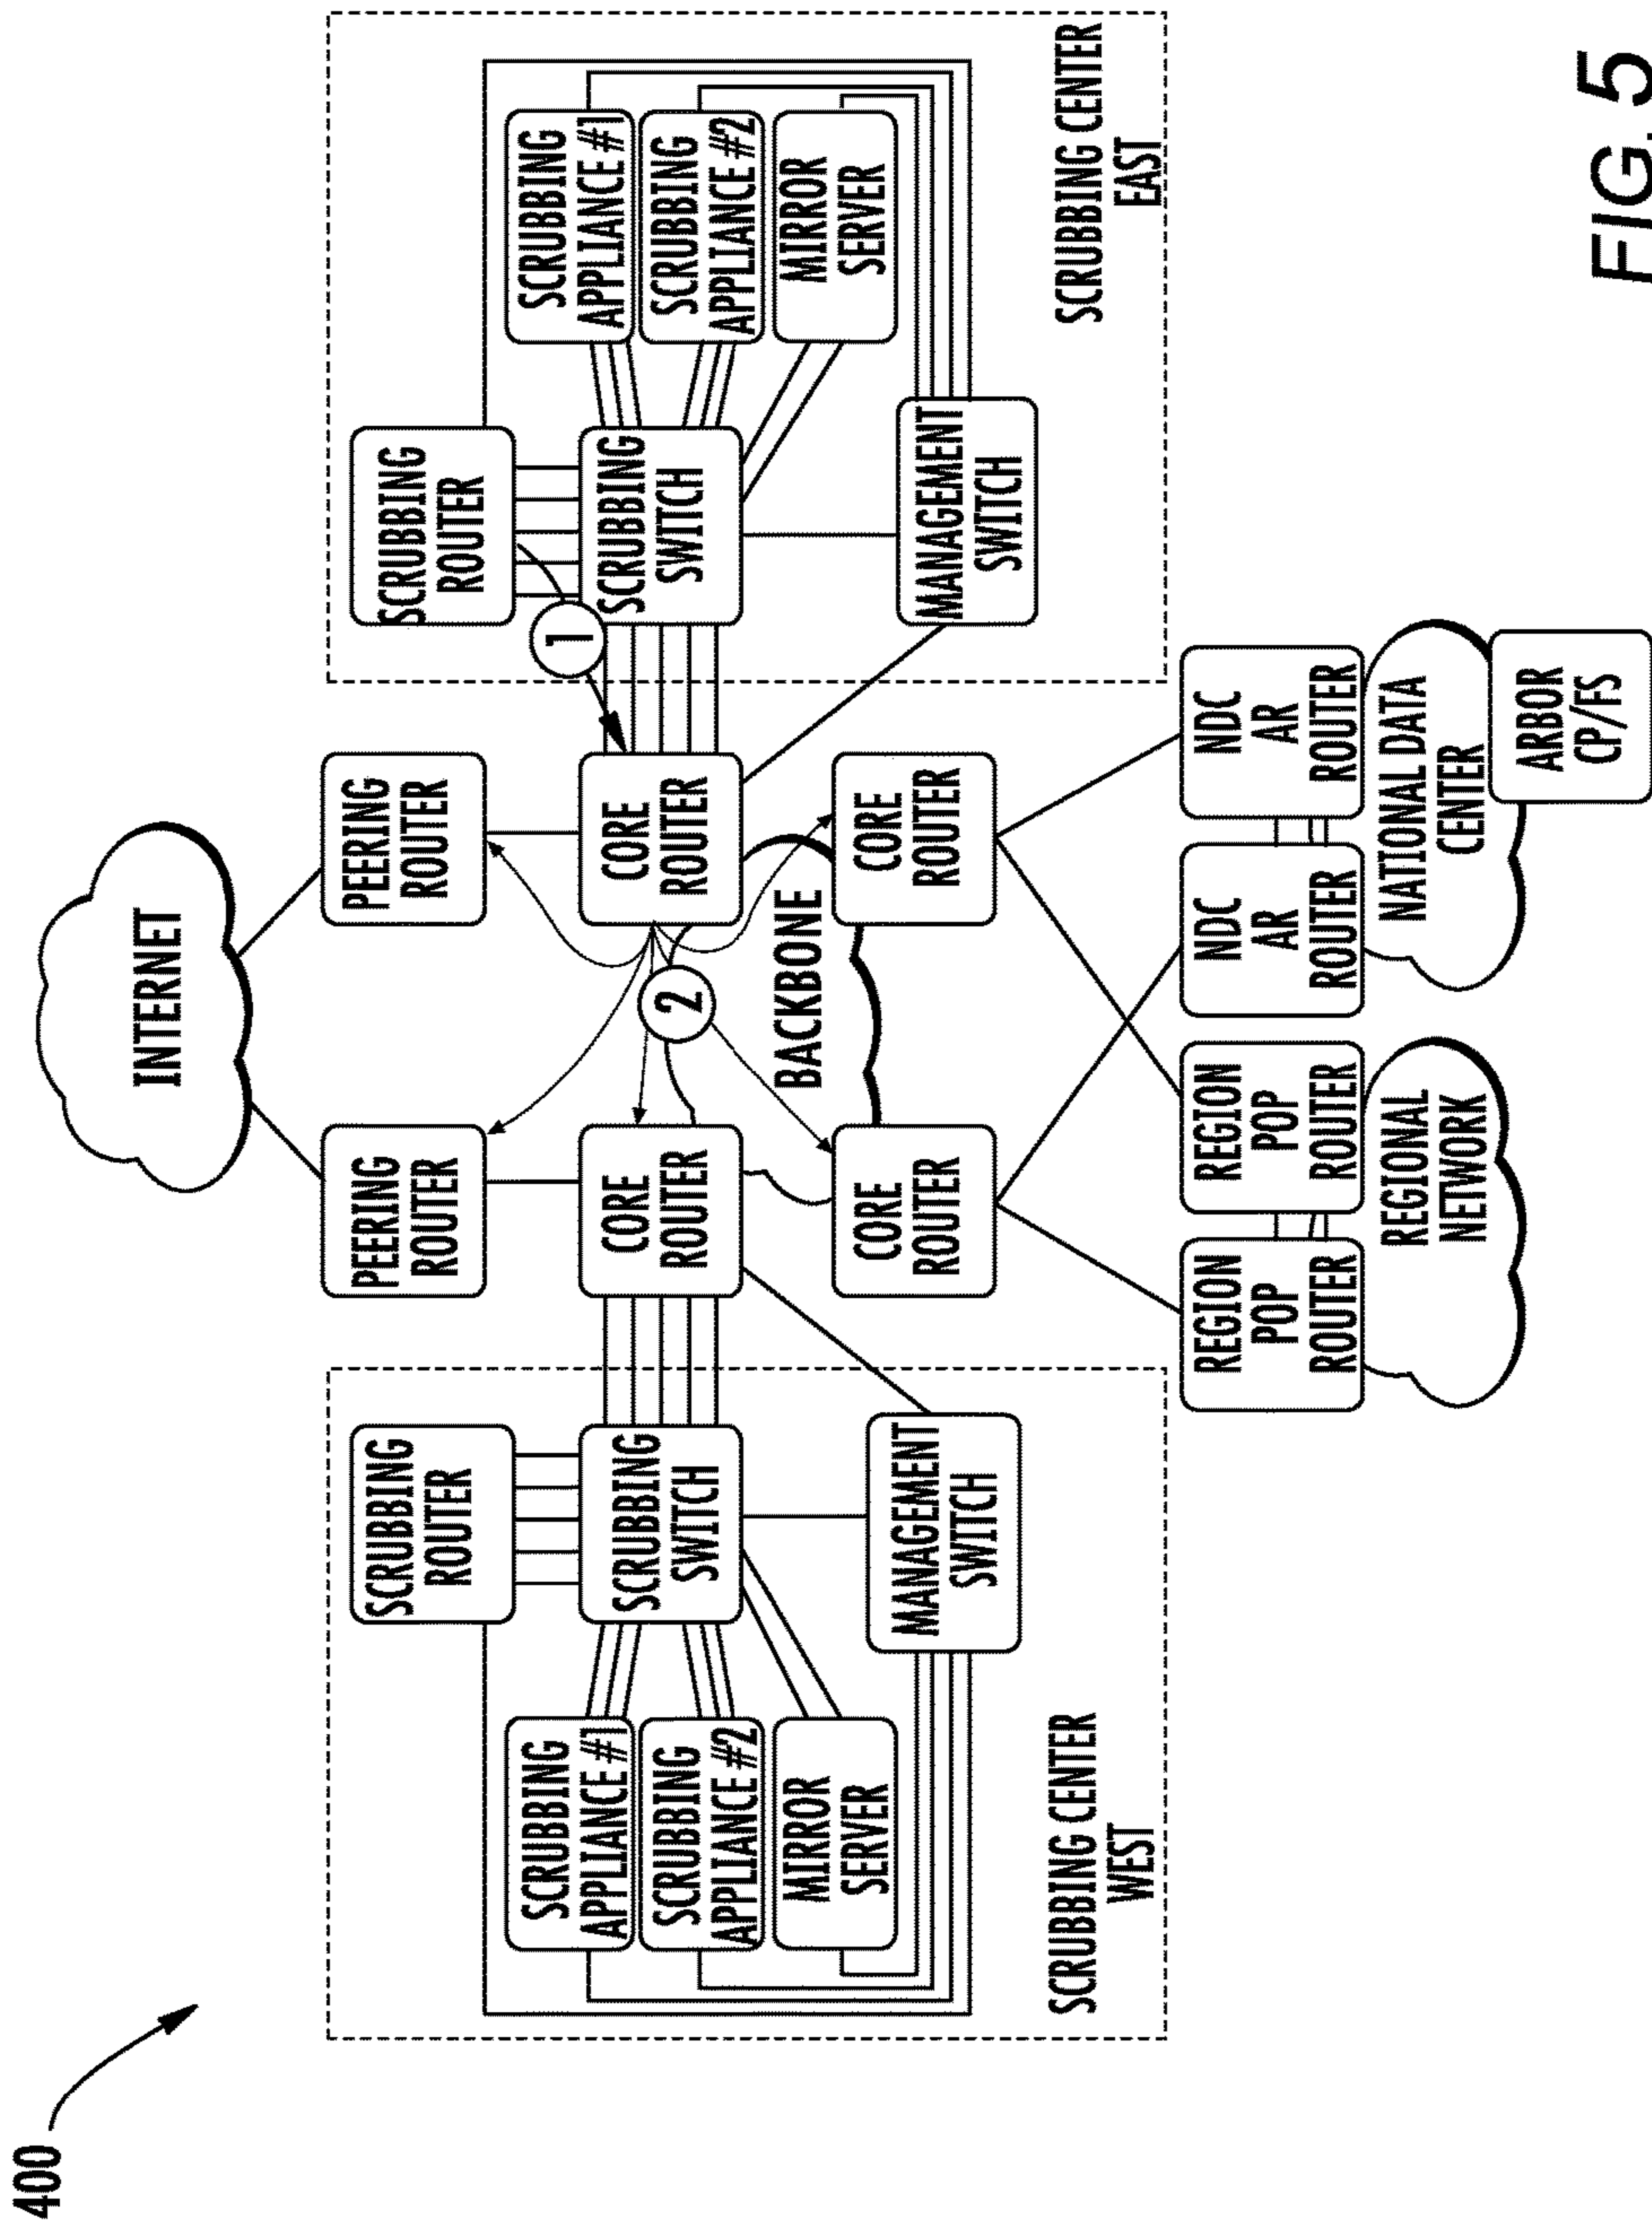 400
INTERNET
PEERING
ROUTER
PEERING
ROUTER
SCRUBBING
ROUTER
SCRUBBING
ROUTER
SCRUBBING
APPLIANCE #1
SCRUBBING
SWITCH
CORE
ROUTER
2
CORE
ROUTER
1
SCRUBBING
SWITCH
SCRUBBING
APPLIANCE #1
SCRUBBING
APPLIANCE #2
SCRUBBING
APPLIANCE #2
MIRROR
SERVER
BACKBONE
MIRROR
SERVER
MANAGEMENT
SWITCH
CORE
ROUTER
CORE
ROUTER
MANAGEMENT
SWITCH
SCRUBBING CENTER
WEST
SCRUBBING CENTER
EAST
REGION
POP
ROUTER
REGION
POP
ROUTER
NDC
AR
ROUTER
NDC
AR
ROUTER
REGIONAL
NETWORK
NATIONAL DATA
CENTER
ARBOR
CP/FS
FIG. 5